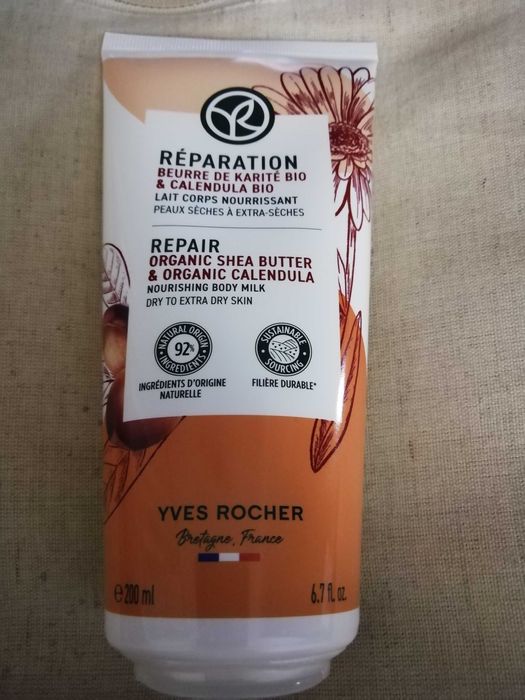 YR
RÉPARATION
BEURRE DE KARITÉ BIO
& CALENDULA BIO
LAIT CORPS NOURRISSANT
PEAUX SÈCHES À EXTRA-SÈCHES
REPAIR
ORGANIC SHEA BUTTER
& ORGANIC CALENDULA
NOURISHING BODY MILK
DRY TO EXTRA DRY SKIN
NATURAL ORIGIN
92%
INGREDIENTS
SUSTAINABLE
SOURCING
INGRÉDIENTS D'ORIGINE
NATURELLE
FILIÈRE DURABLE*
YVES ROCHER
Bretagne, France
℮ 200 ml
6.7 fl. oz.